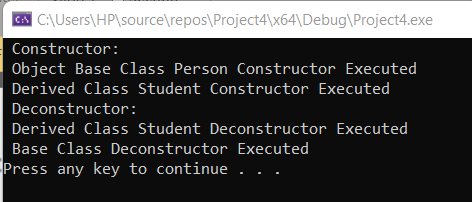 C:\Users\HP\source\repos\Project4\x64\Debug\Project4.exe
Constructor:
Object Base Class Person Constructor Executed
Derived Class Student Constructor Executed
Deconstructor:
Derived Class Student Deconstructor Executed
Base Class Deconstructor Executed
Press any key to continue . . .